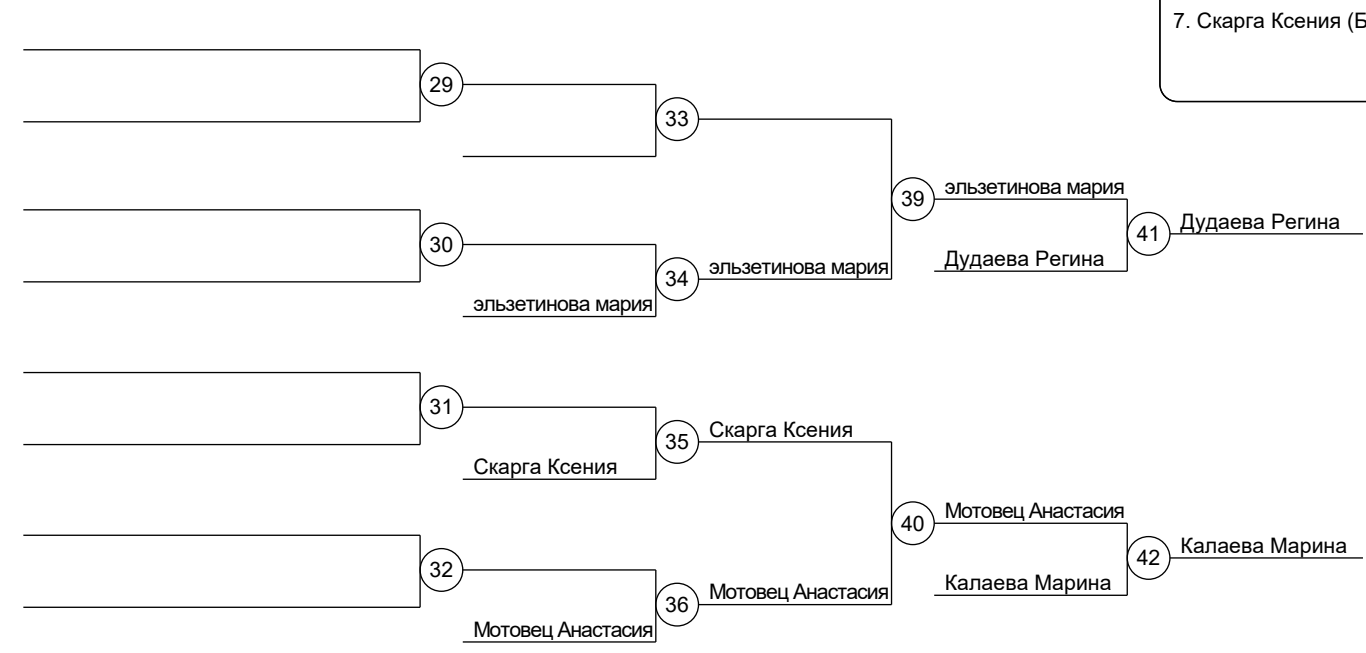 7. Скарга Ксения (Б
29
33
39
эльзетинова мария
41
Дудаева Регина
30
Дудаева Регина
34
эльзетинова мария
эльзетинова мария
31
35
Скарга Ксения
Скарга Ксения
40
Мотовец Анастасия
42
Калаева Марина
32
Калаева Марина
36
Мотовец Анастасия
Мотовец Анастасия